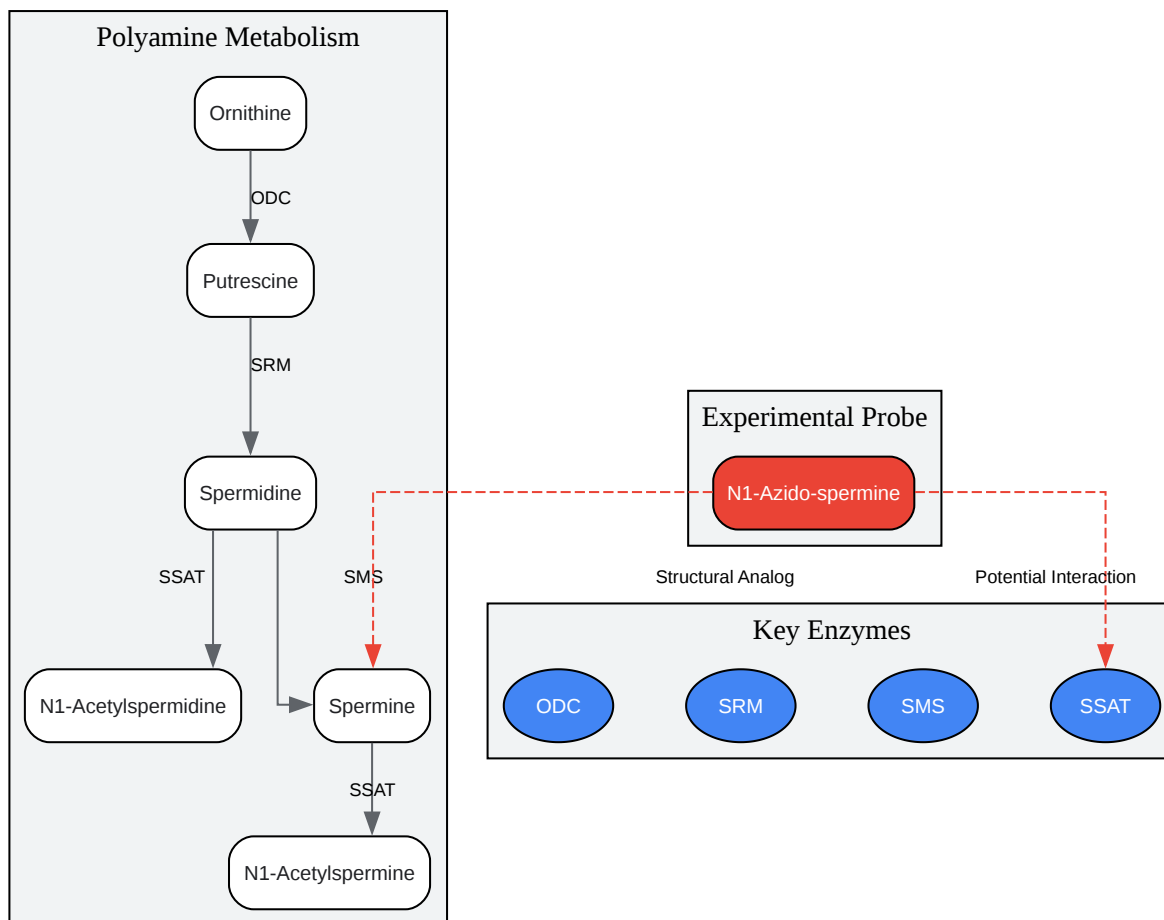 Polyamine Metabolism
Ornithine
ODC
Putrescine
SRM
Spermidine
SSAT
SMS
N1-Acetylspermidine
Spermine
SSAT
N1-Acetylspermine
Experimental Probe
N1-Azido-spermine
Structural Analog
Potential Interaction
Key Enzymes
ODC
SRM
SMS
SSAT